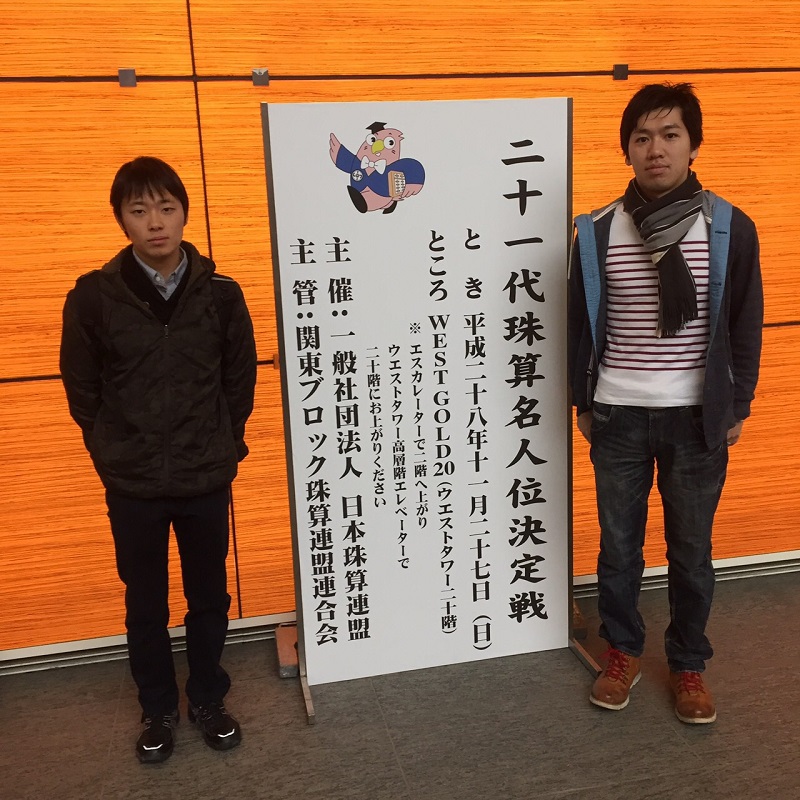 二十一代珠算名人位決定戦
とき 平成二十八年十一月二十七日(日)
ところ WEST GOLD20(ウエストタワー二十階)
※ エスカレーターで二階へ上がり
ウエストタワー高層階エレベーターで
二十階にお上がりください
主催:一般社団法人 日本珠算連盟
主管:関東ブロック珠算連盟連合会